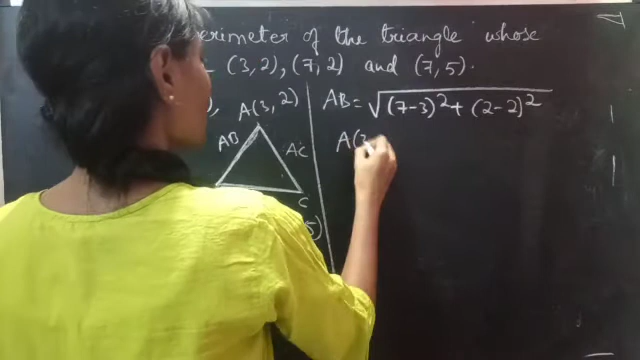 erimeter of the triangle whose
(3, 2), (7, 2) and (7, 5).
A(3, 2)
AB = √(7-3)² + (2-2)²
AB
AC
A(3
C
5)